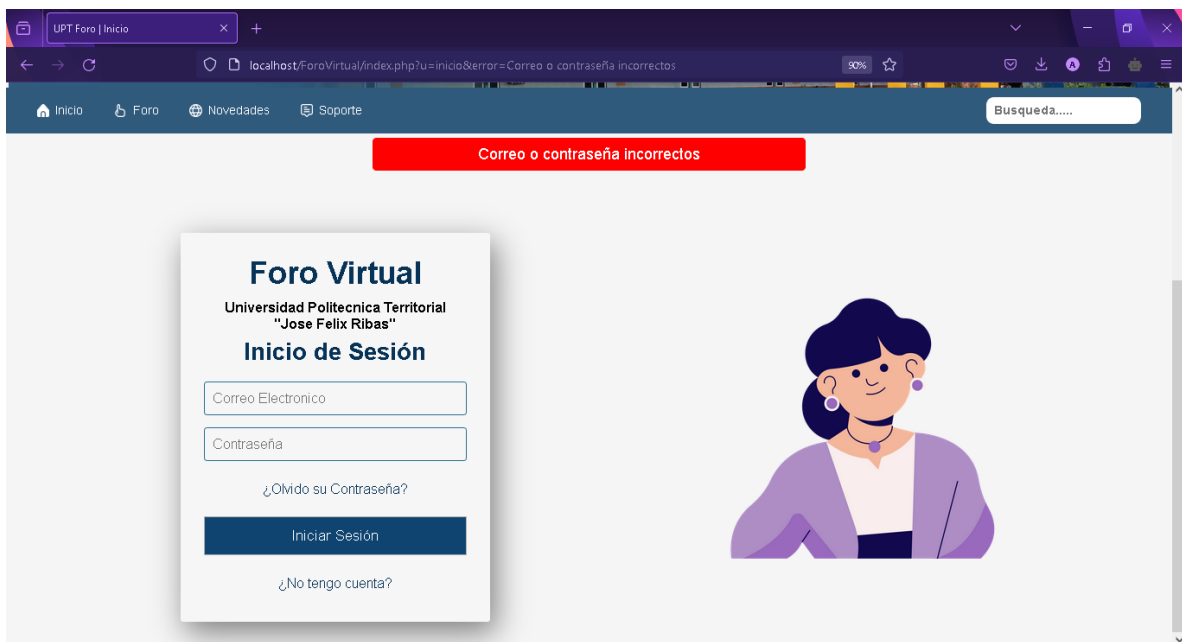 UPT Foro | Inicio
localhost/ForoVirtual/index.php?u=inicio&error=Correo o contraseña incorrectos
90%
A
Inicio Foro Novedades Soporte Busqueda.....
Correo o contraseña incorrectos
Foro Virtual
Universidad Politecnica Territorial
"Jose Felix Ribas"
Inicio de Sesión
Correo Electronico
Contraseña
¿Olvido su Contraseña?
Iniciar Sesión
¿No tengo cuenta?